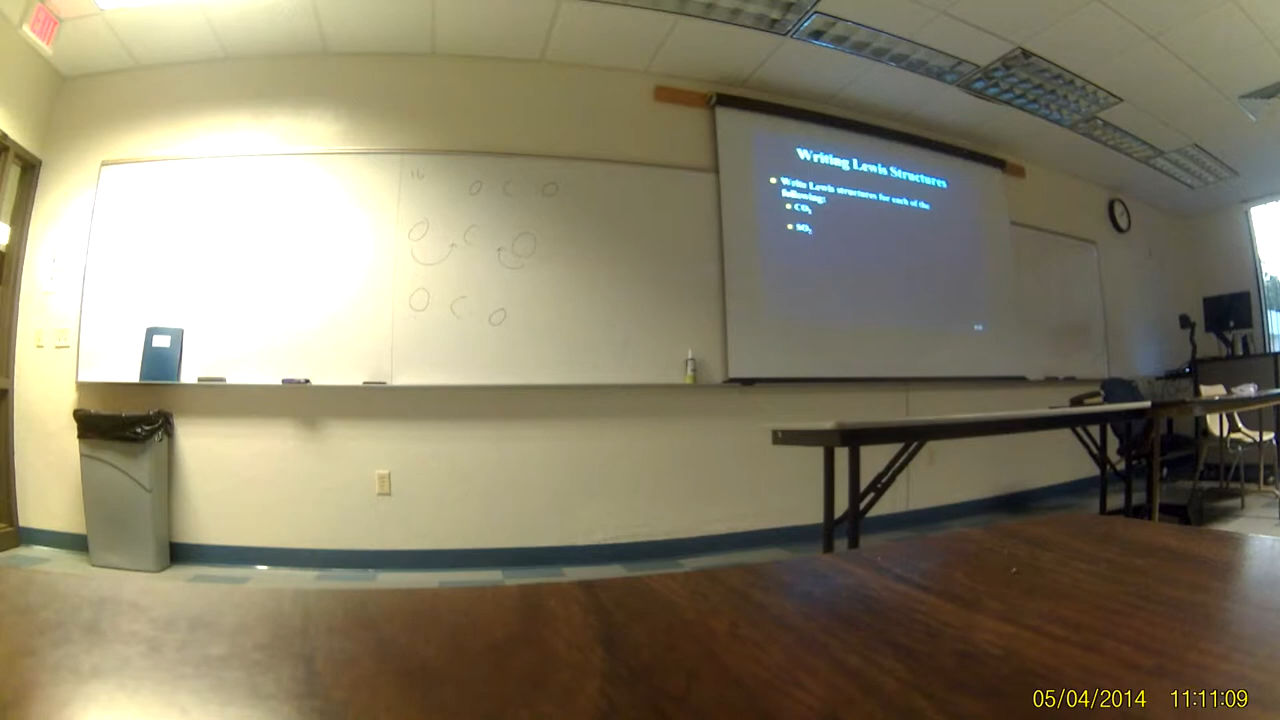 EXIT
16
O C O
O C O
O C O
Writing Lewis Structures
Write Lewis structures for each of the
following:
CO₂
SO₂
05/04/2014 11:11:09